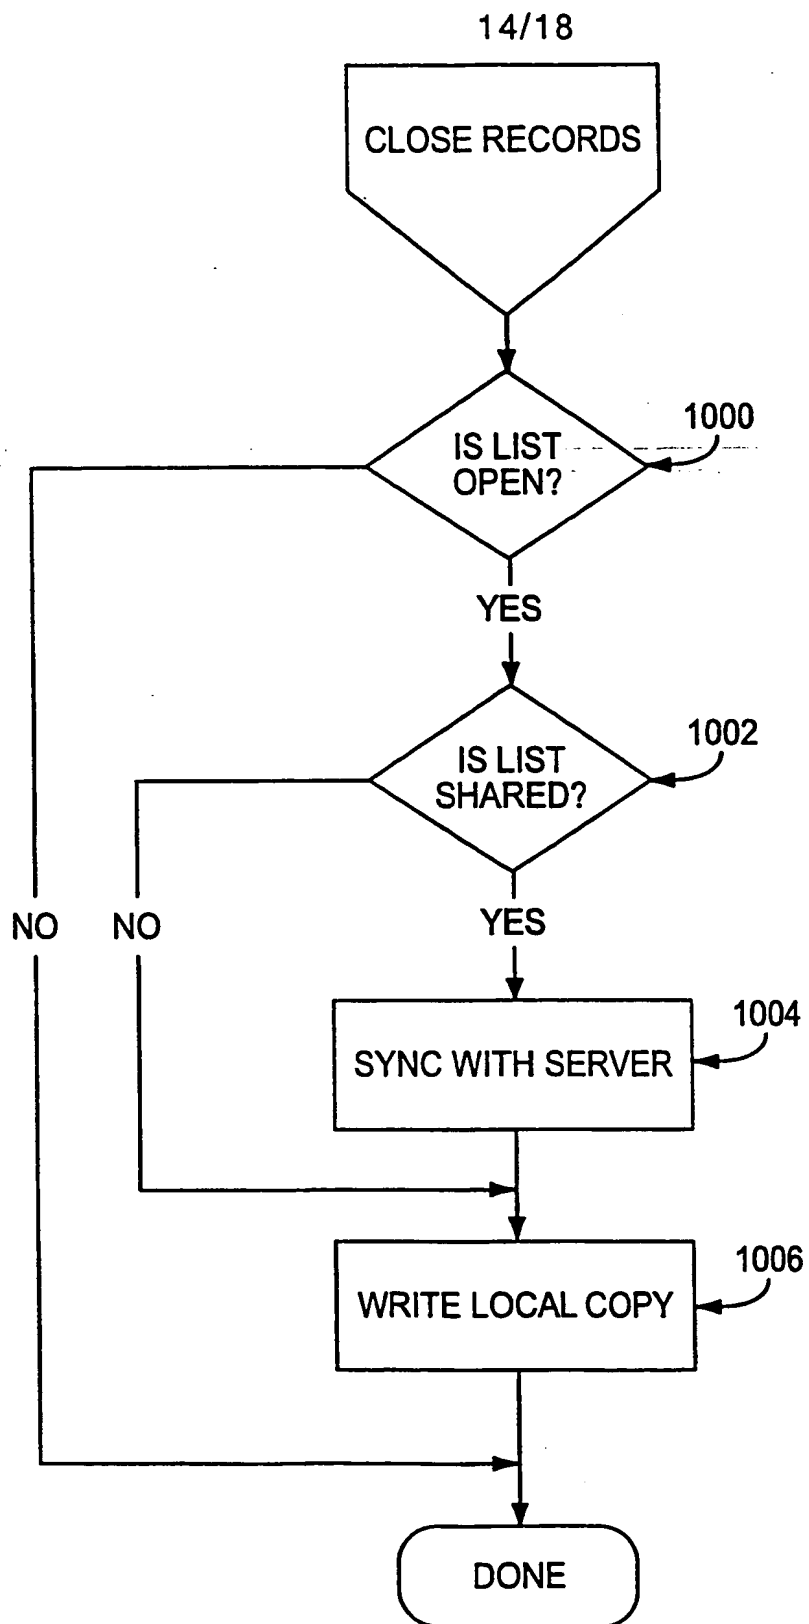 14/18
CLOSE RECORDS
1000
IS LIST
OPEN?
YES
1002
IS LIST
SHARED?
NO
NO
YES
1004
SYNC WITH SERVER
1006
WRITE LOCAL COPY
DONE